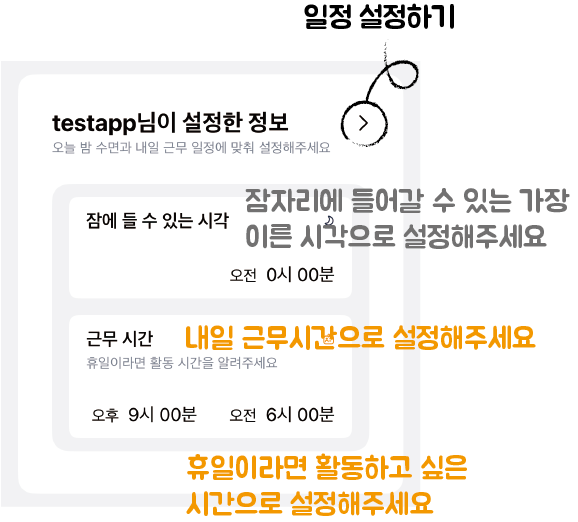 일정 설정하기
testapp님이 설정한 정보
오늘 밤 수면과 내일 근무 일정에 맞춰 설정해주세요
잠자리에 들어갈 수 있는 가장
이른 시각으로 설정해주세요
잠에 들 수 있는 시각
오전 0시 00분
근무 시간
내일 근무시간으로 설정해주세요
휴일이라면 활동 시간을 알려주세요
오후 9시 00분 오전 6시 00분
휴일이라면 활동하고 싶은
시간으로 설정해주세요